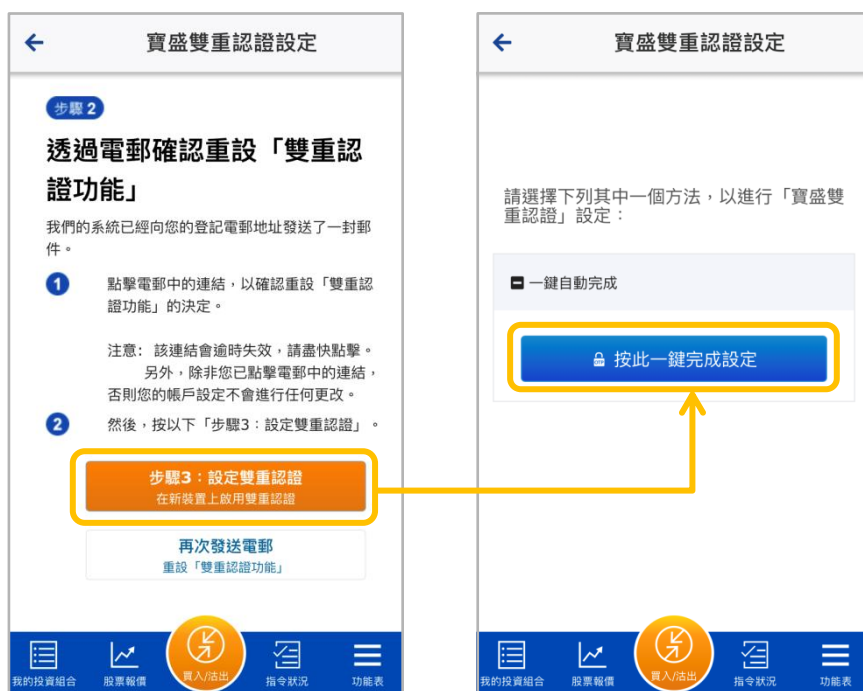 寶盛雙重認證設定
步驟 2
透過電郵確認重設「雙重認
證功能」
我們的系統已經向您的登記電郵地址發送了一封郵
件。
1 點擊電郵中的連結，以確認重設「雙重認
證功能」的決定。
注意: 該連結會逾時失效，請盡快點擊。
另外，除非您已點擊電郵中的連結，
否則您的帳戶設定不會進行任何更改。
2 然後，按以下「步驟3：設定雙重認證」。
步驟3：設定雙重認證
在新裝置上啟用雙重認證
再次發送電郵
重設「雙重認證功能」
我的投資組合 股票報價 買入/沽出 指令狀況 功能表
寶盛雙重認證設定
請選擇下列其中一個方法，以進行「寶盛雙
重認證」設定：
一鍵自動完成
按此一鍵完成設定
我的投資組合 股票報價 買入/沽出 指令狀況 功能表